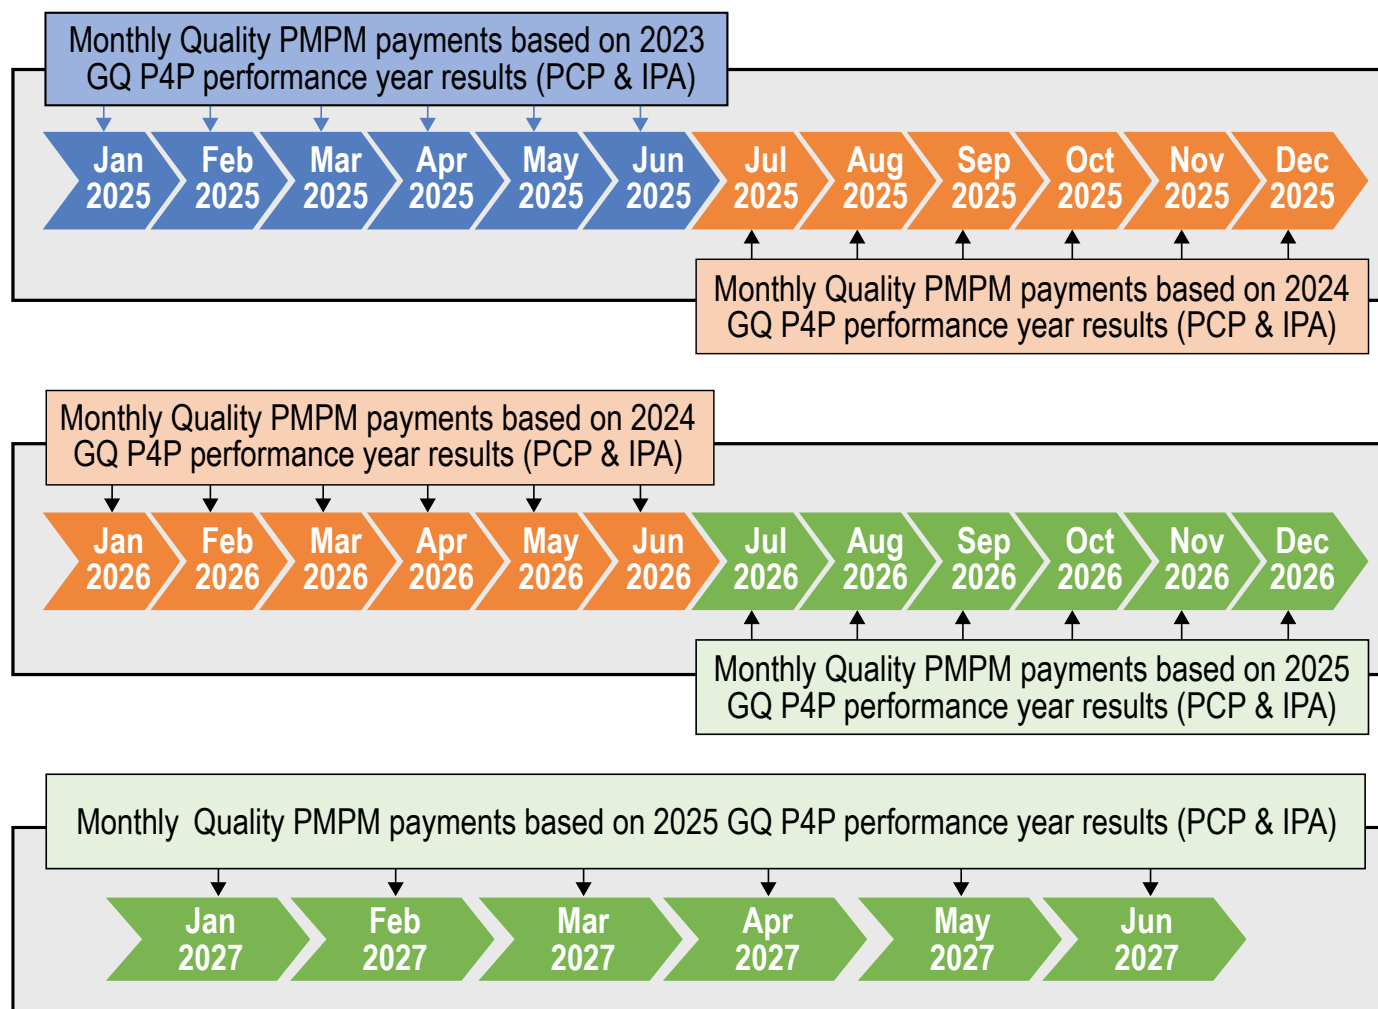 Monthly Quality PMPM payments based on 2023
GQ P4P performance year results (PCP & IPA)
Jan Feb Mar Apr May Jun Jul Aug Sep Oct Nov Dec
2025 2025 2025 2025 2025 2025 2025 2025 2025 2025 2025 2025
Monthly Quality PMPM payments based on 2024
GQ P4P performance year results (PCP & IPA)
Monthly Quality PMPM payments based on 2024
GQ P4P performance year results (PCP & IPA)
Jan Feb Mar Apr May Jun Jul Aug Sep Oct Nov Dec
2026 2026 2026 2026 2026 2026 2026 2026 2026 2026 2026 2026
Monthly Quality PMPM payments based on 2025
GQ P4P performance year results (PCP & IPA)
Monthly Quality PMPM payments based on 2025 GQ P4P performance year results (PCP & IPA)
Jan Feb Mar Apr May Jun
2027 2027 2027 2027 2027 2027